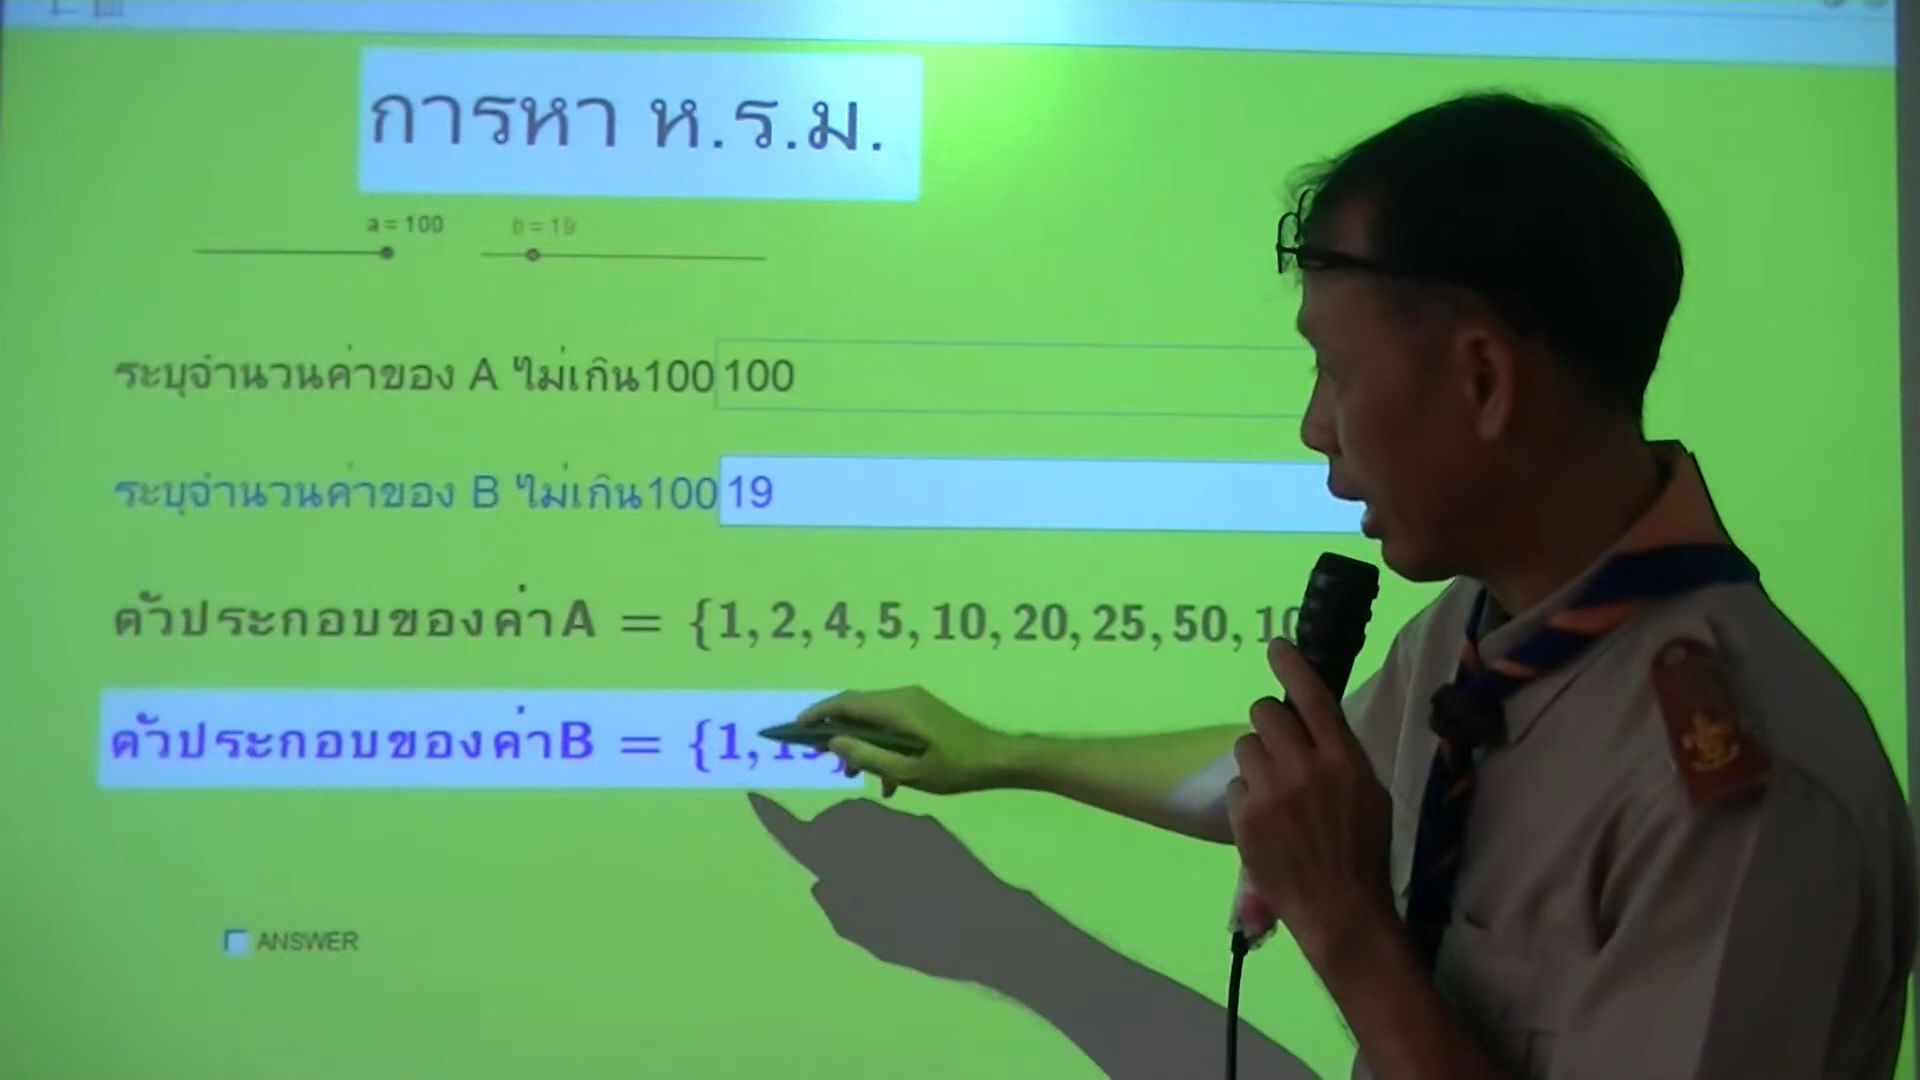 การหา ห.ร.ม.
a = 100 b = 19
ระบุจำนวนค่าของ A ไม่เกิน100 100
ระบุจำนวนค่าของ B ไม่เกิน100 19
ตัวประกอบของค่าA = {1, 2, 4, 5, 10, 20, 25, 50,
ตัวประกอบของค่าB = {1,
ANSWER